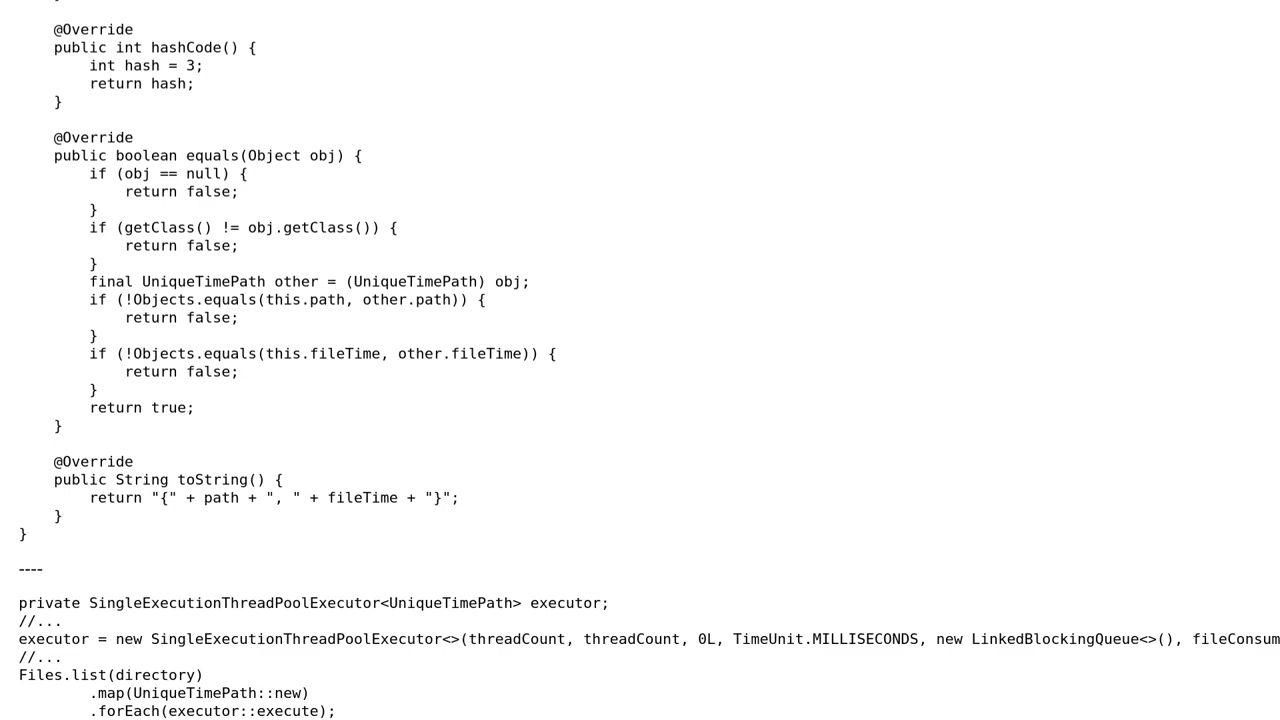 @Override
    public int hashCode() {
        int hash = 3;
        return hash;
    }

    @Override
    public boolean equals(Object obj) {
        if (obj == null) {
            return false;
        }
        if (getClass() != obj.getClass()) {
            return false;
        }
        final UniqueTimePath other = (UniqueTimePath) obj;
        if (!Objects.equals(this.path, other.path)) {
            return false;
        }
        if (!Objects.equals(this.fileTime, other.fileTime)) {
            return false;
        }
        return true;
    }

    @Override
    public String toString() {
        return "{" + path + ", " + fileTime + "}";
    }
}

----

private SingleExecutionThreadPoolExecutor<UniqueTimePath> executor;
//...
executor = new SingleExecutionThreadPoolExecutor<>(threadCount, threadCount, 0L, TimeUnit.MILLISECONDS, new LinkedBlockingQueue<>(), fileConsum
//...
Files.list(directory)
        .map(UniqueTimePath::new)
        .forEach(executor::execute);